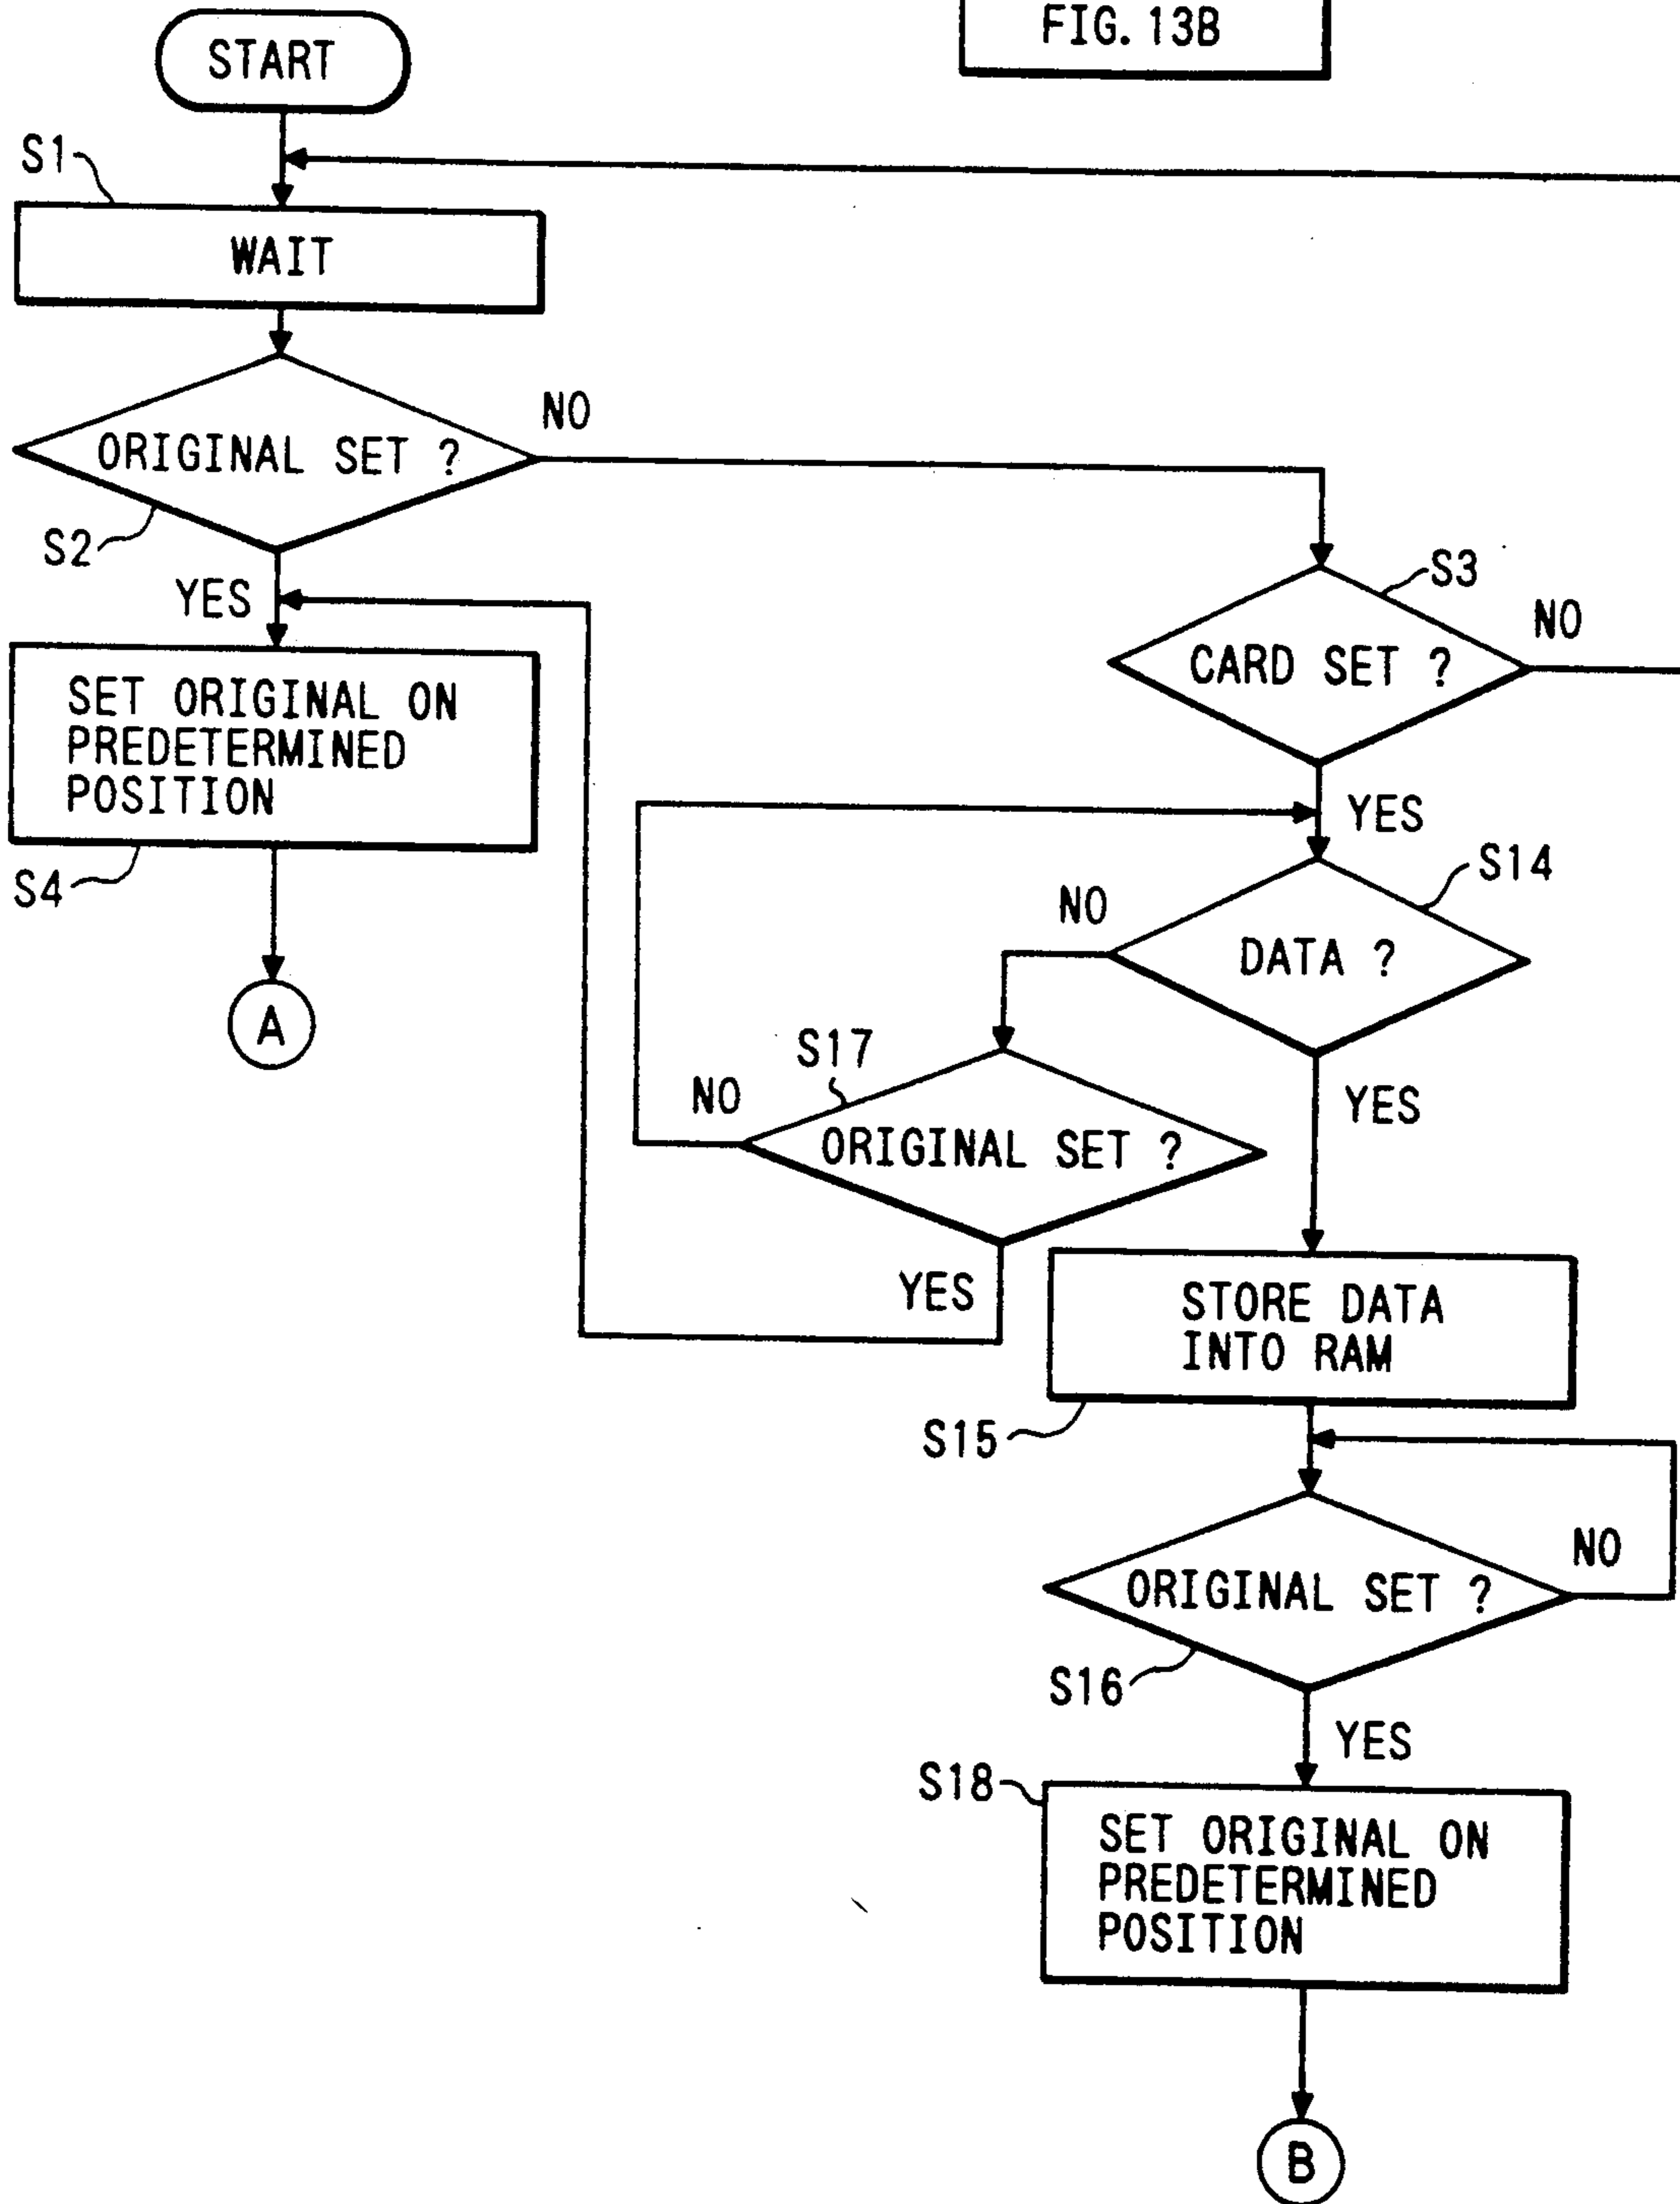 FIG. 13B
START
S1
WAIT
NO
ORIGINAL SET ?
S2
YES
S3
NO
CARD SET ?
SET ORIGINAL ON
PREDETERMINED
POSITION
S4
A
YES
S14
NO
DATA ?
S17
NO
YES
ORIGINAL SET ?
YES
STORE DATA
INTO RAM
S15
NO
ORIGINAL SET ?
S16
YES
S18
SET ORIGINAL ON
PREDETERMINED
POSITION
B